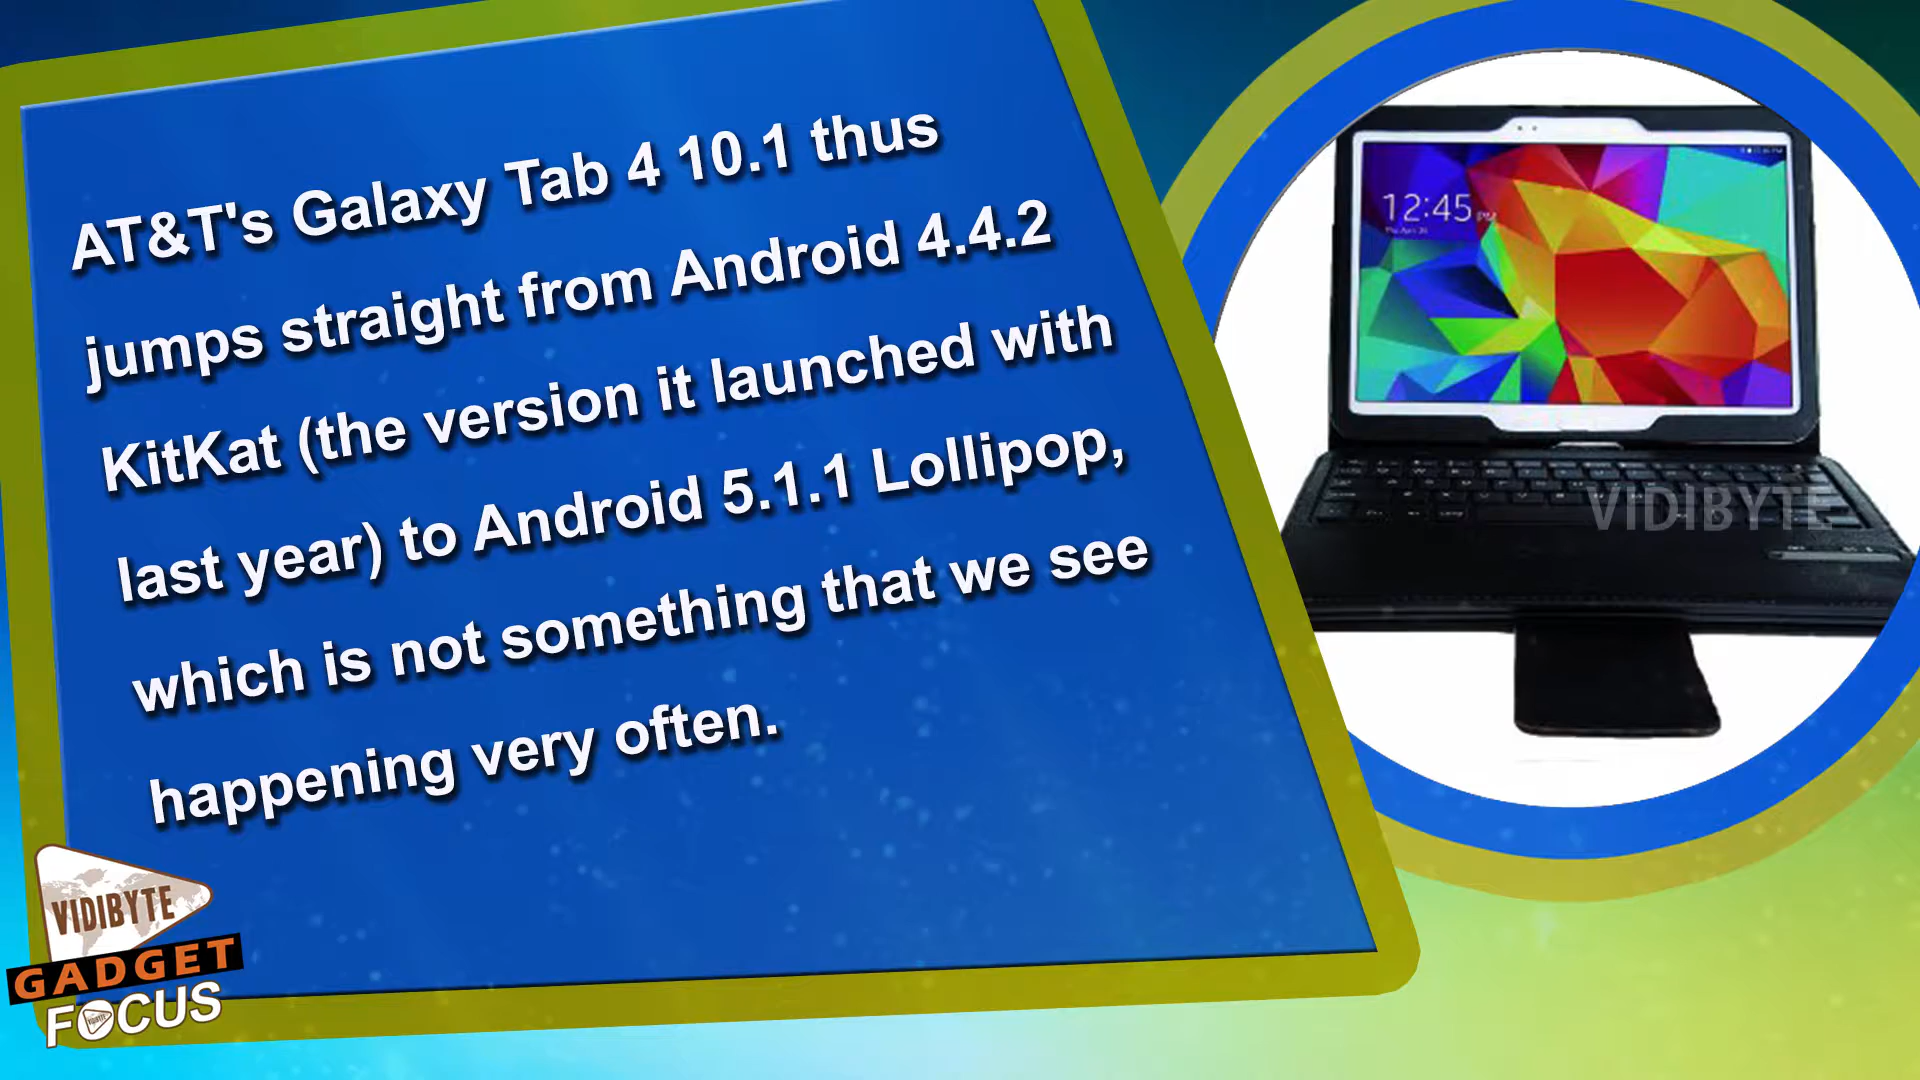 AT&T's Galaxy Tab 4 10.1 thus
jumps straight from Android 4.4.2
KitKat (the version it launched with
last year) to Android 5.1.1 Lollipop,
which is not something that we see
happening very often.
12:45 PM
VIDIBYTE
VIDIBYTE
GADGET
FOCUS